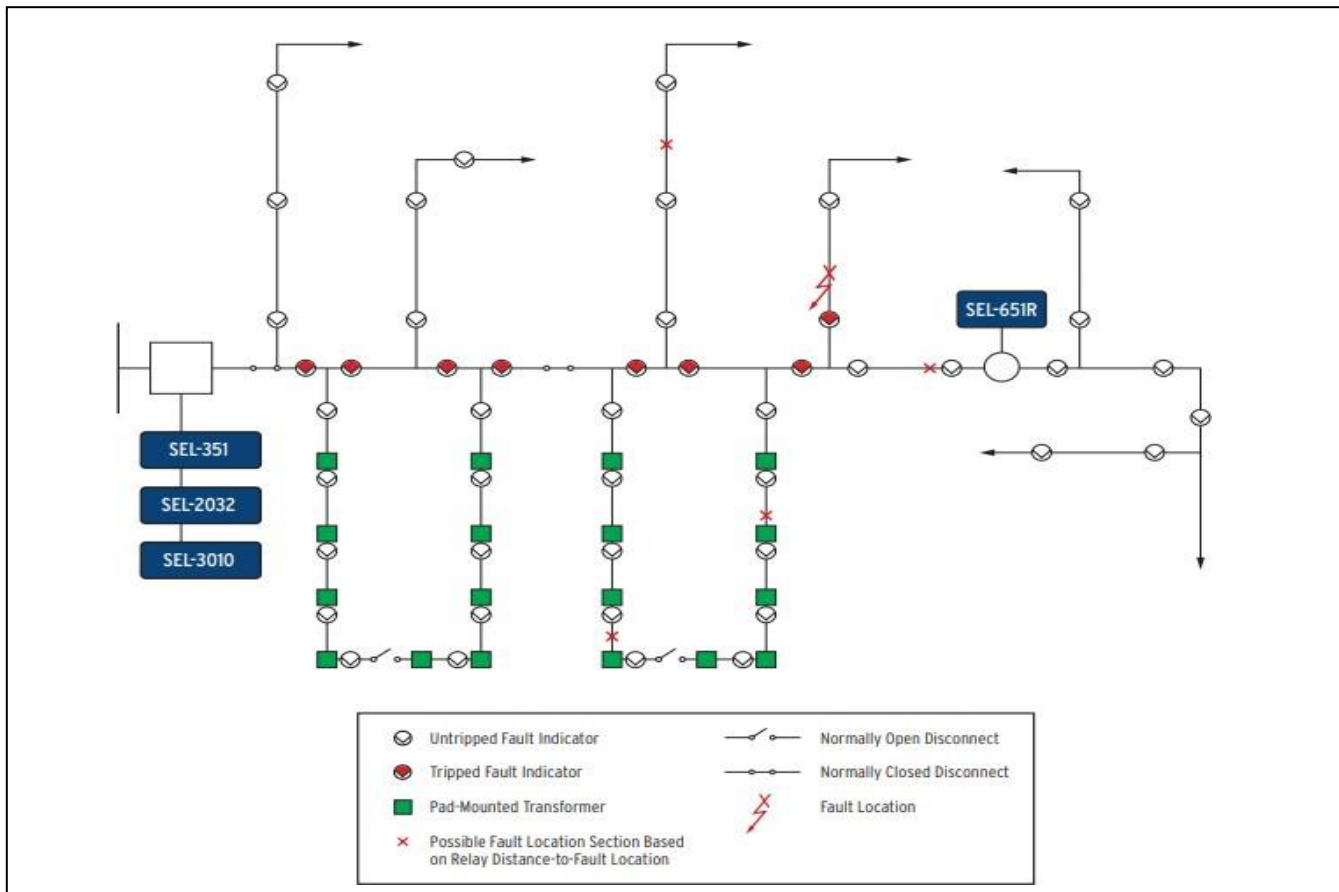 SEL-651R
SEL-351
SEL-2032
SEL-3010
Untripped Fault Indicator
Normally Open Disconnect
Tripped Fault Indicator
Normally Closed Disconnect
Pad-Mounted Transformer
Fault Location
Possible Fault Location Section Based
on Relay Distance-to-Fault Location